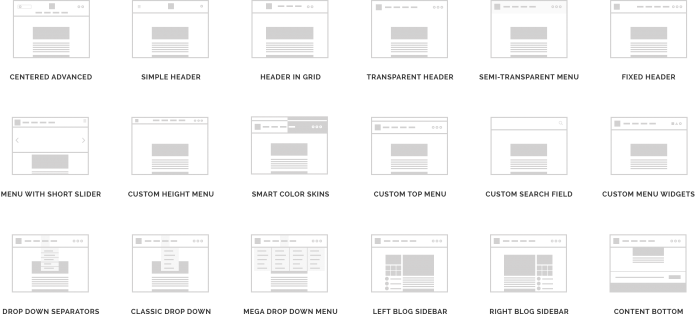 CENTERED ADVANCED
SIMPLE HEADER
HEADER IN GRID
TRANSPARENT HEADER
SEMI-TRANSPARENT MENU
FIXED HEADER
MENU WITH SHORT SLIDER
CUSTOM HEIGHT MENU
SMART COLOR SKINS
CUSTOM TOP MENU
CUSTOM SEARCH FIELD
CUSTOM MENU WIDGETS
DROP DOWN SEPARATORS
CLASSIC DROP DOWN
MEGA DROP DOWN MENU
LEFT BLOG SIDEBAR
RIGHT BLOG SIDEBAR
CONTENT BOTTOM